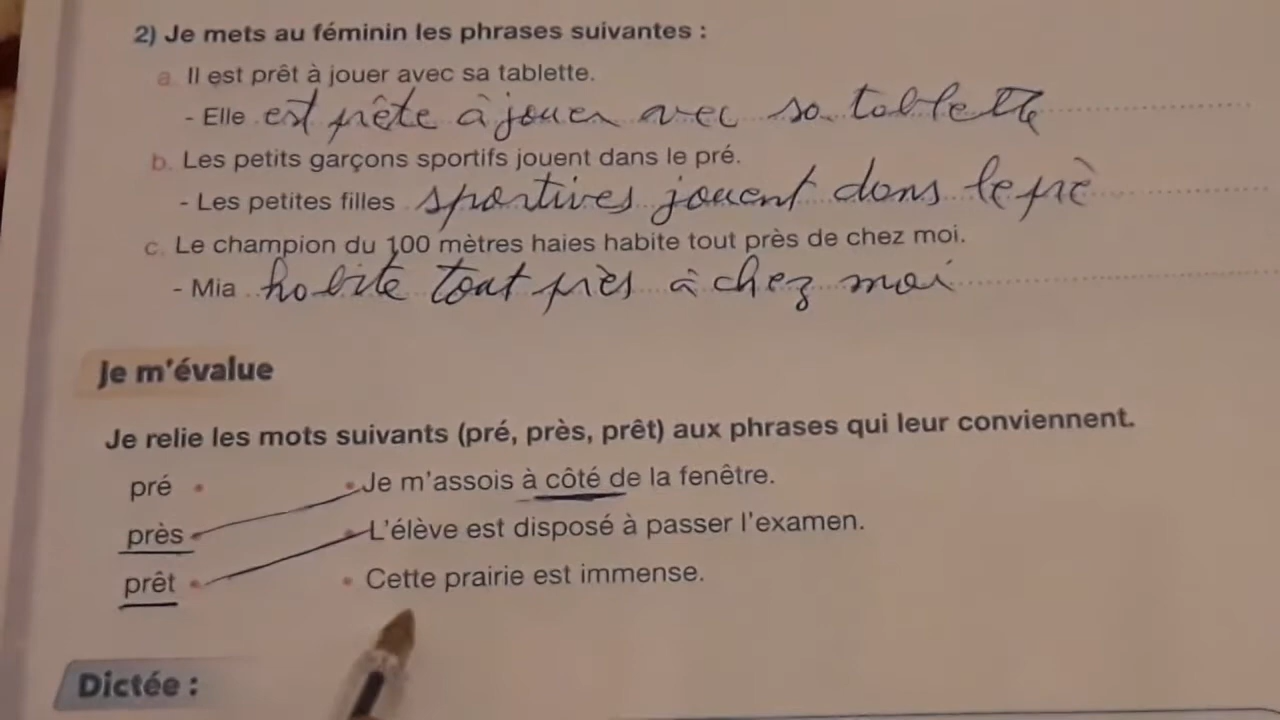 2) Je mets au féminin les phrases suivantes :
a. Il est prêt à jouer avec sa tablette.
- Elle est prête à jouer avec sa tablette
b. Les petits garçons sportifs jouent dans le pré.
- Les petites filles sportives jouent dans le prè
c. Le champion du 100 mètres haies habite tout près de chez moi.
- Mia habite tout près à chez moi
Je m'évalue
Je relie les mots suivants (pré, près, prêt) aux phrases qui leur conviennent.
pré • • Je m'assois à côté de la fenêtre.
près • • L'élève est disposé à passer l'examen.
prêt • • Cette prairie est immense.
Dictée :